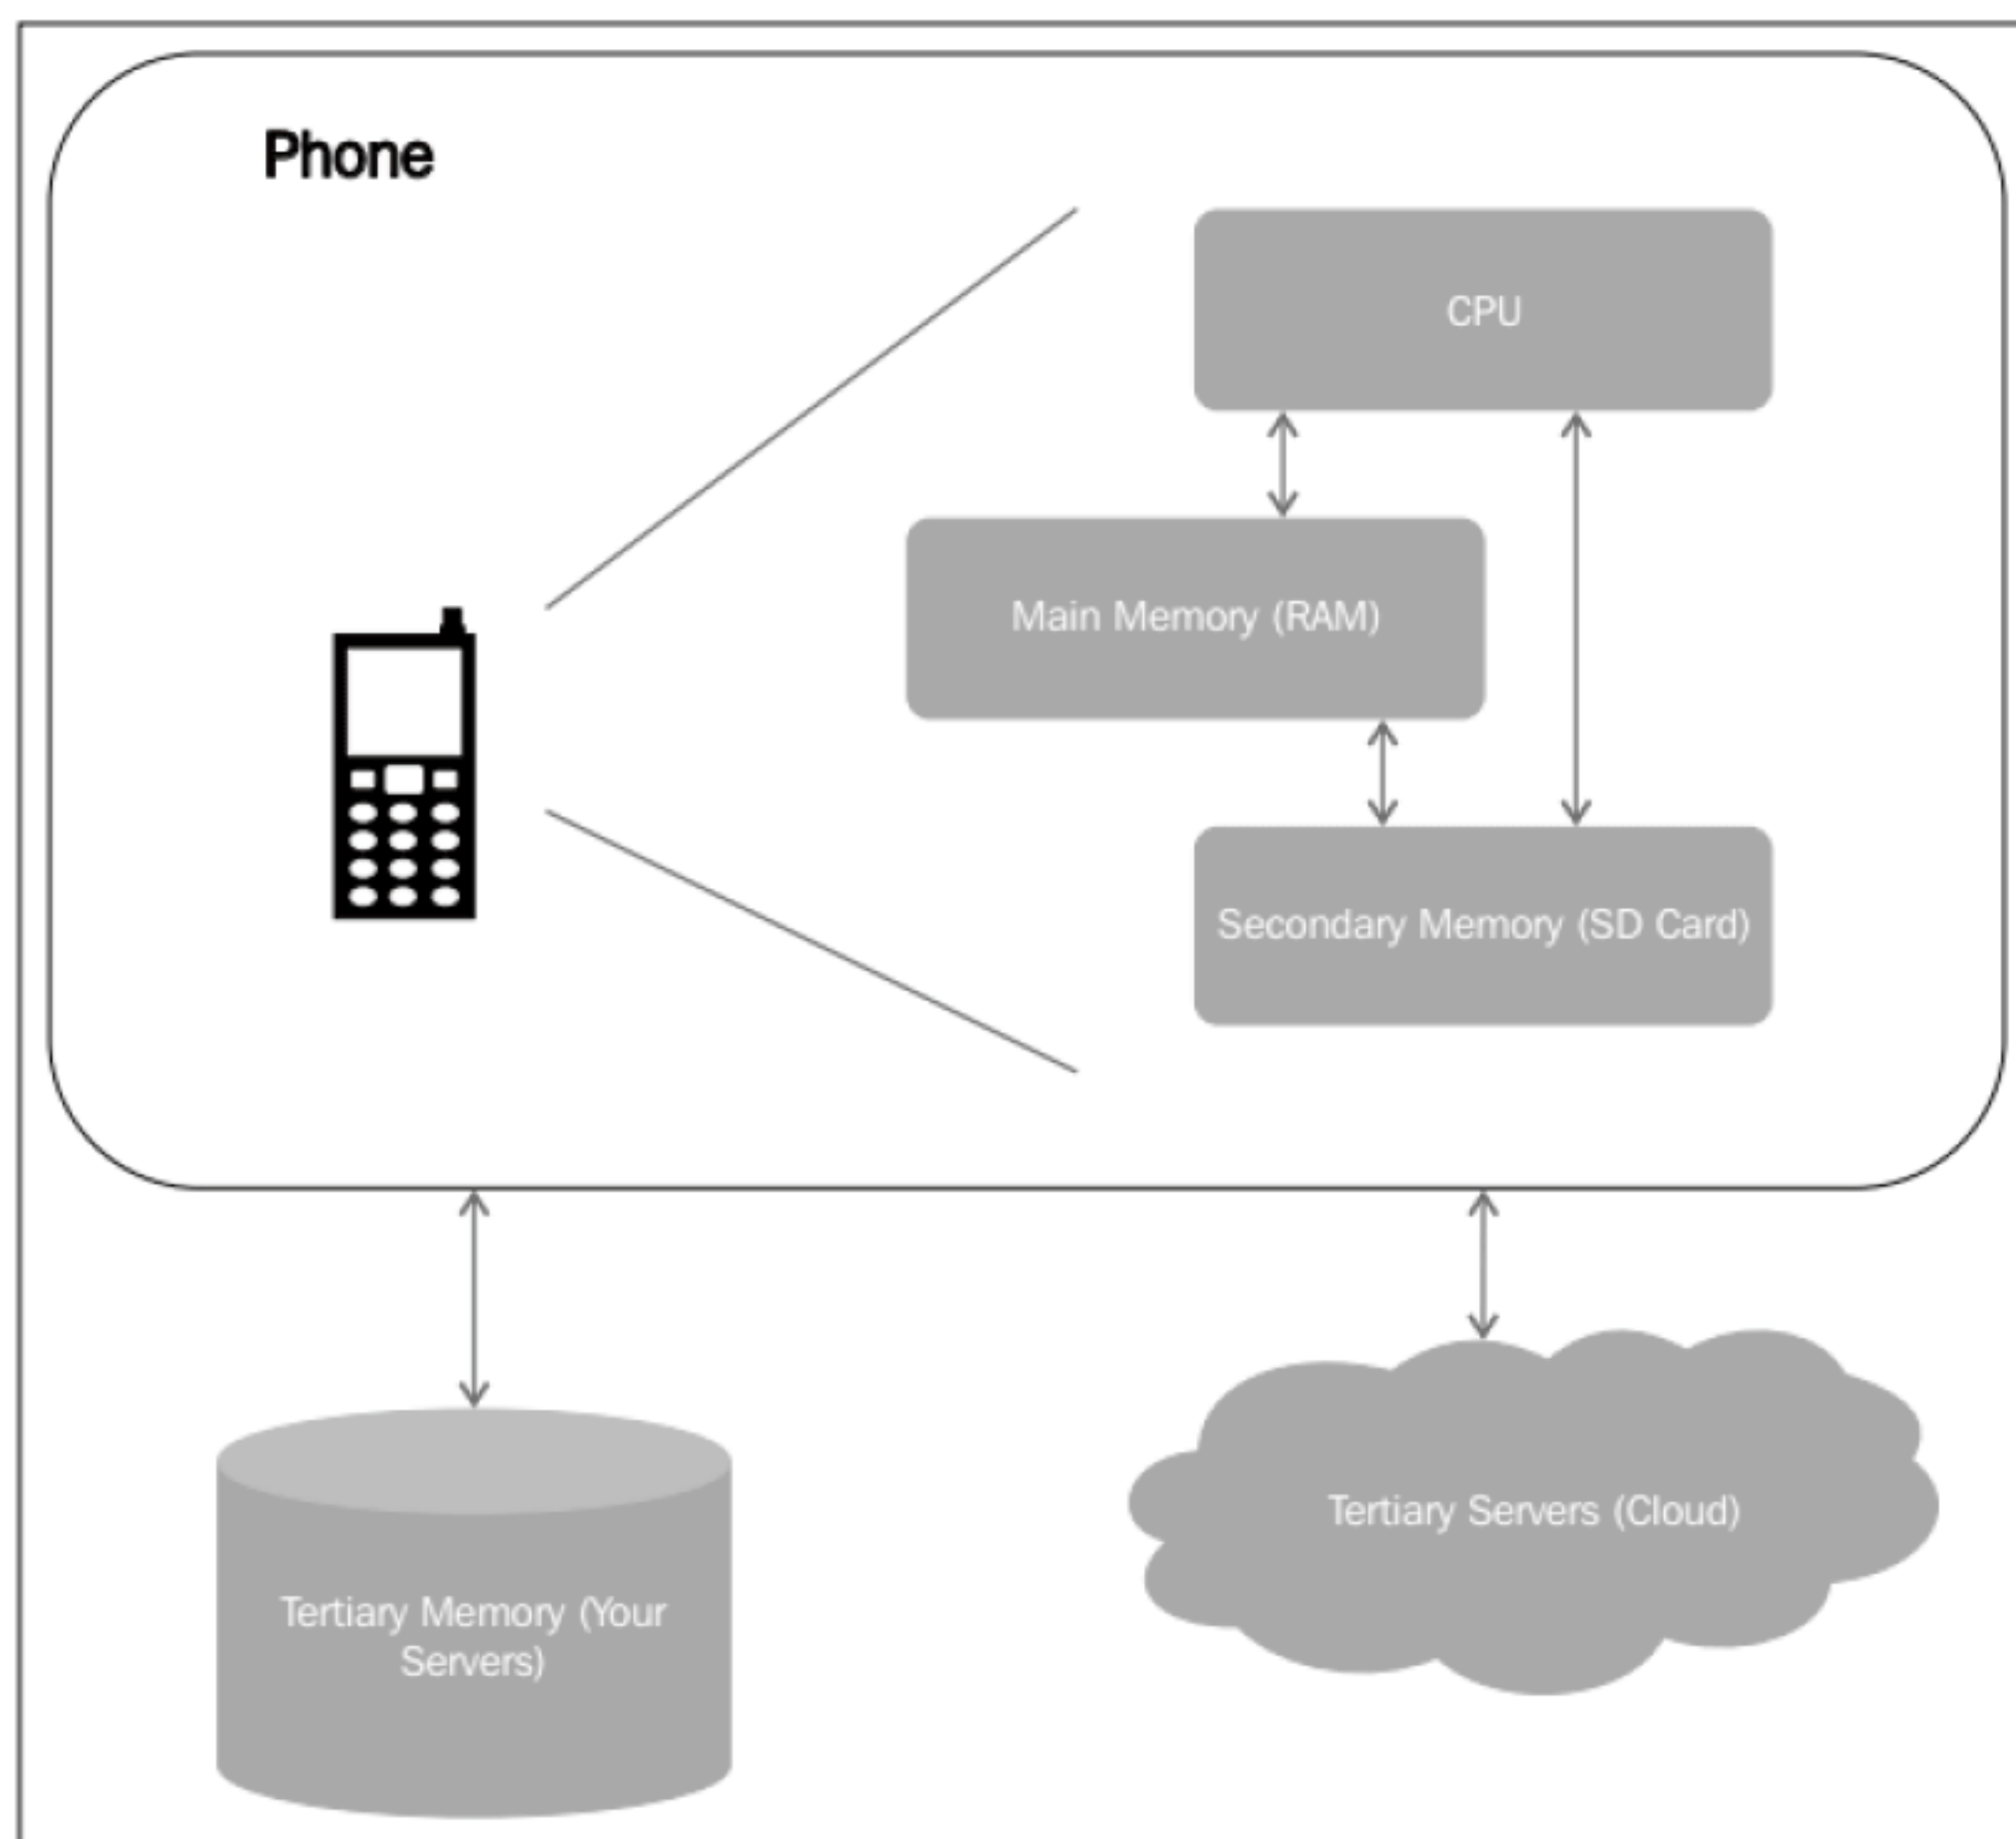 Phone
CPU
Main Memory (RAM)
Secondary Memory (SD Card)
Tertiary Servers (Cloud)
Tertiary Memory (Your
Servers)